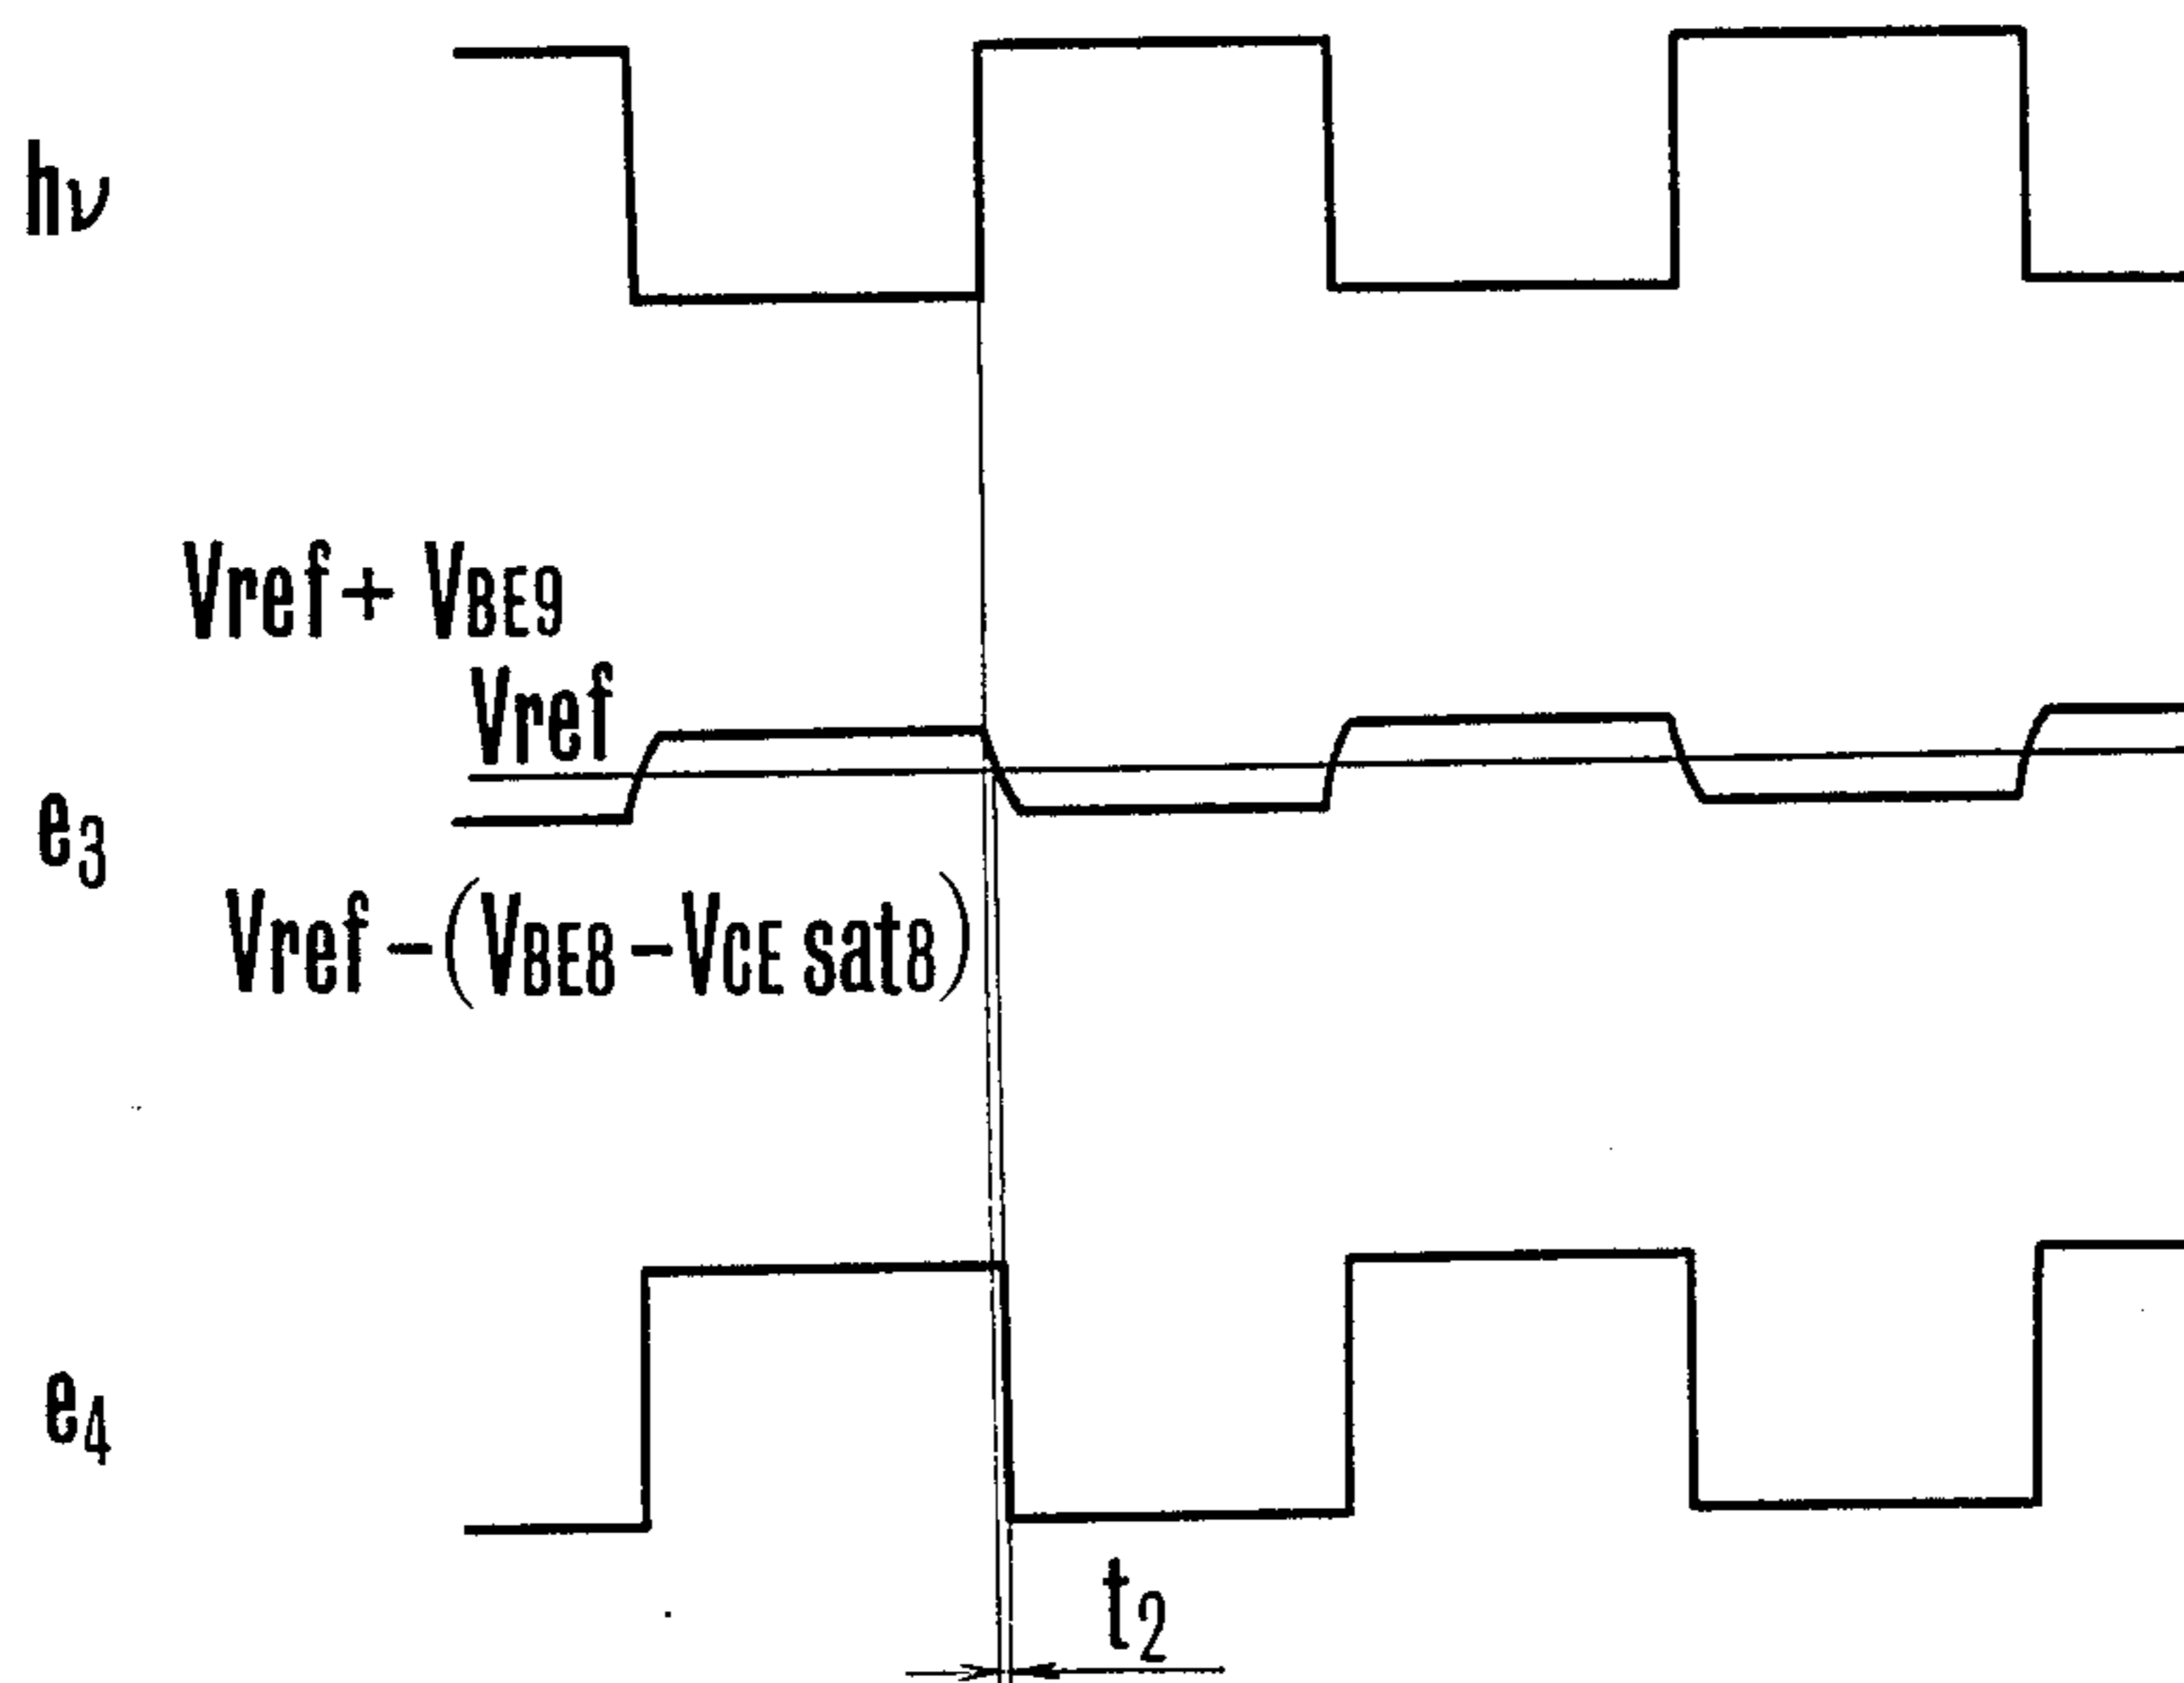 hν
Vref + VBE9
Vref
e3
Vref - (VBE8 - VCE sat8)
e4
t2